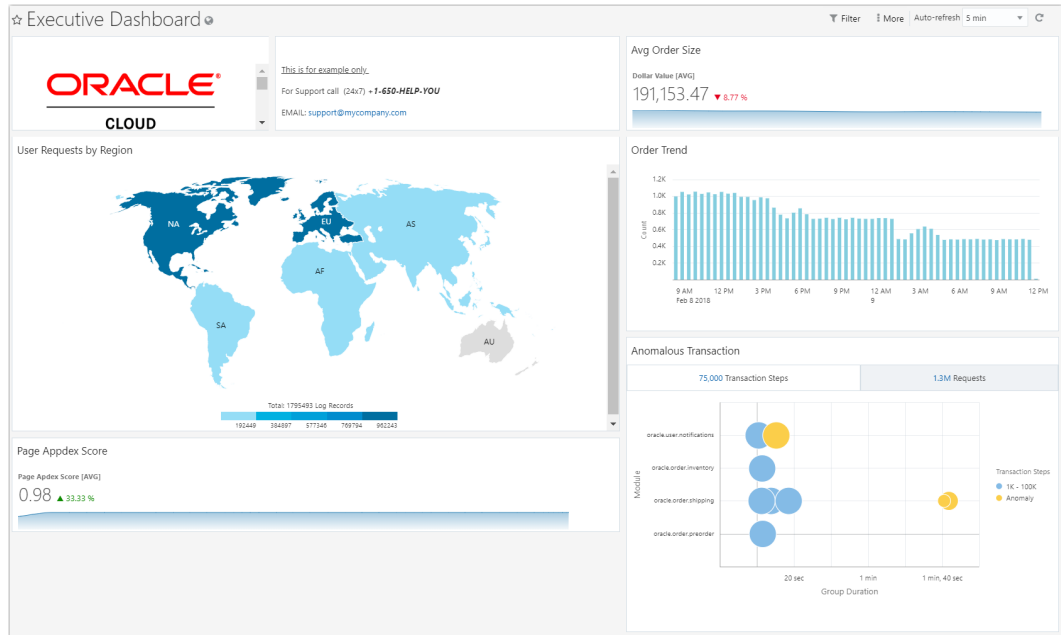 Executive Dashboard
Filter
More
Auto-refresh 5 min
ORACLE®
CLOUD
This is for example only
For Support call (24x7) +1-650-HELP-YOU
EMAIL: support@mycompany.com
Avg Order Size
Dollar Value [AVG]
191,153.47 ▼ 8.77 %
User Requests by Region
NA
EU
AS
AF
SA
AU
Total: 1795493 Log Records
192449 384897 577346 769794 962243
Order Trend
1.2K
1.0K
0.8K
0.6K
0.4K
0.2K
Count
9 AM 12 PM 3 PM 6 PM 9 PM 12 AM 3 AM 6 AM 9 AM 12 PM
Feb 8 2018 9
Anomalous Transaction
75,000 Transaction Steps
1.3M Requests
Module
oracle.user.notifications
oracle.order.inventory
oracle.order.shipping
oracle.order.preorder
20 sec 1 min 1 min, 40 sec
Group Duration
Transaction Steps
1K - 100K
Anomaly
Page Appdex Score
Page Apdex Score [AVG]
0.98 ▲ 33.33 %